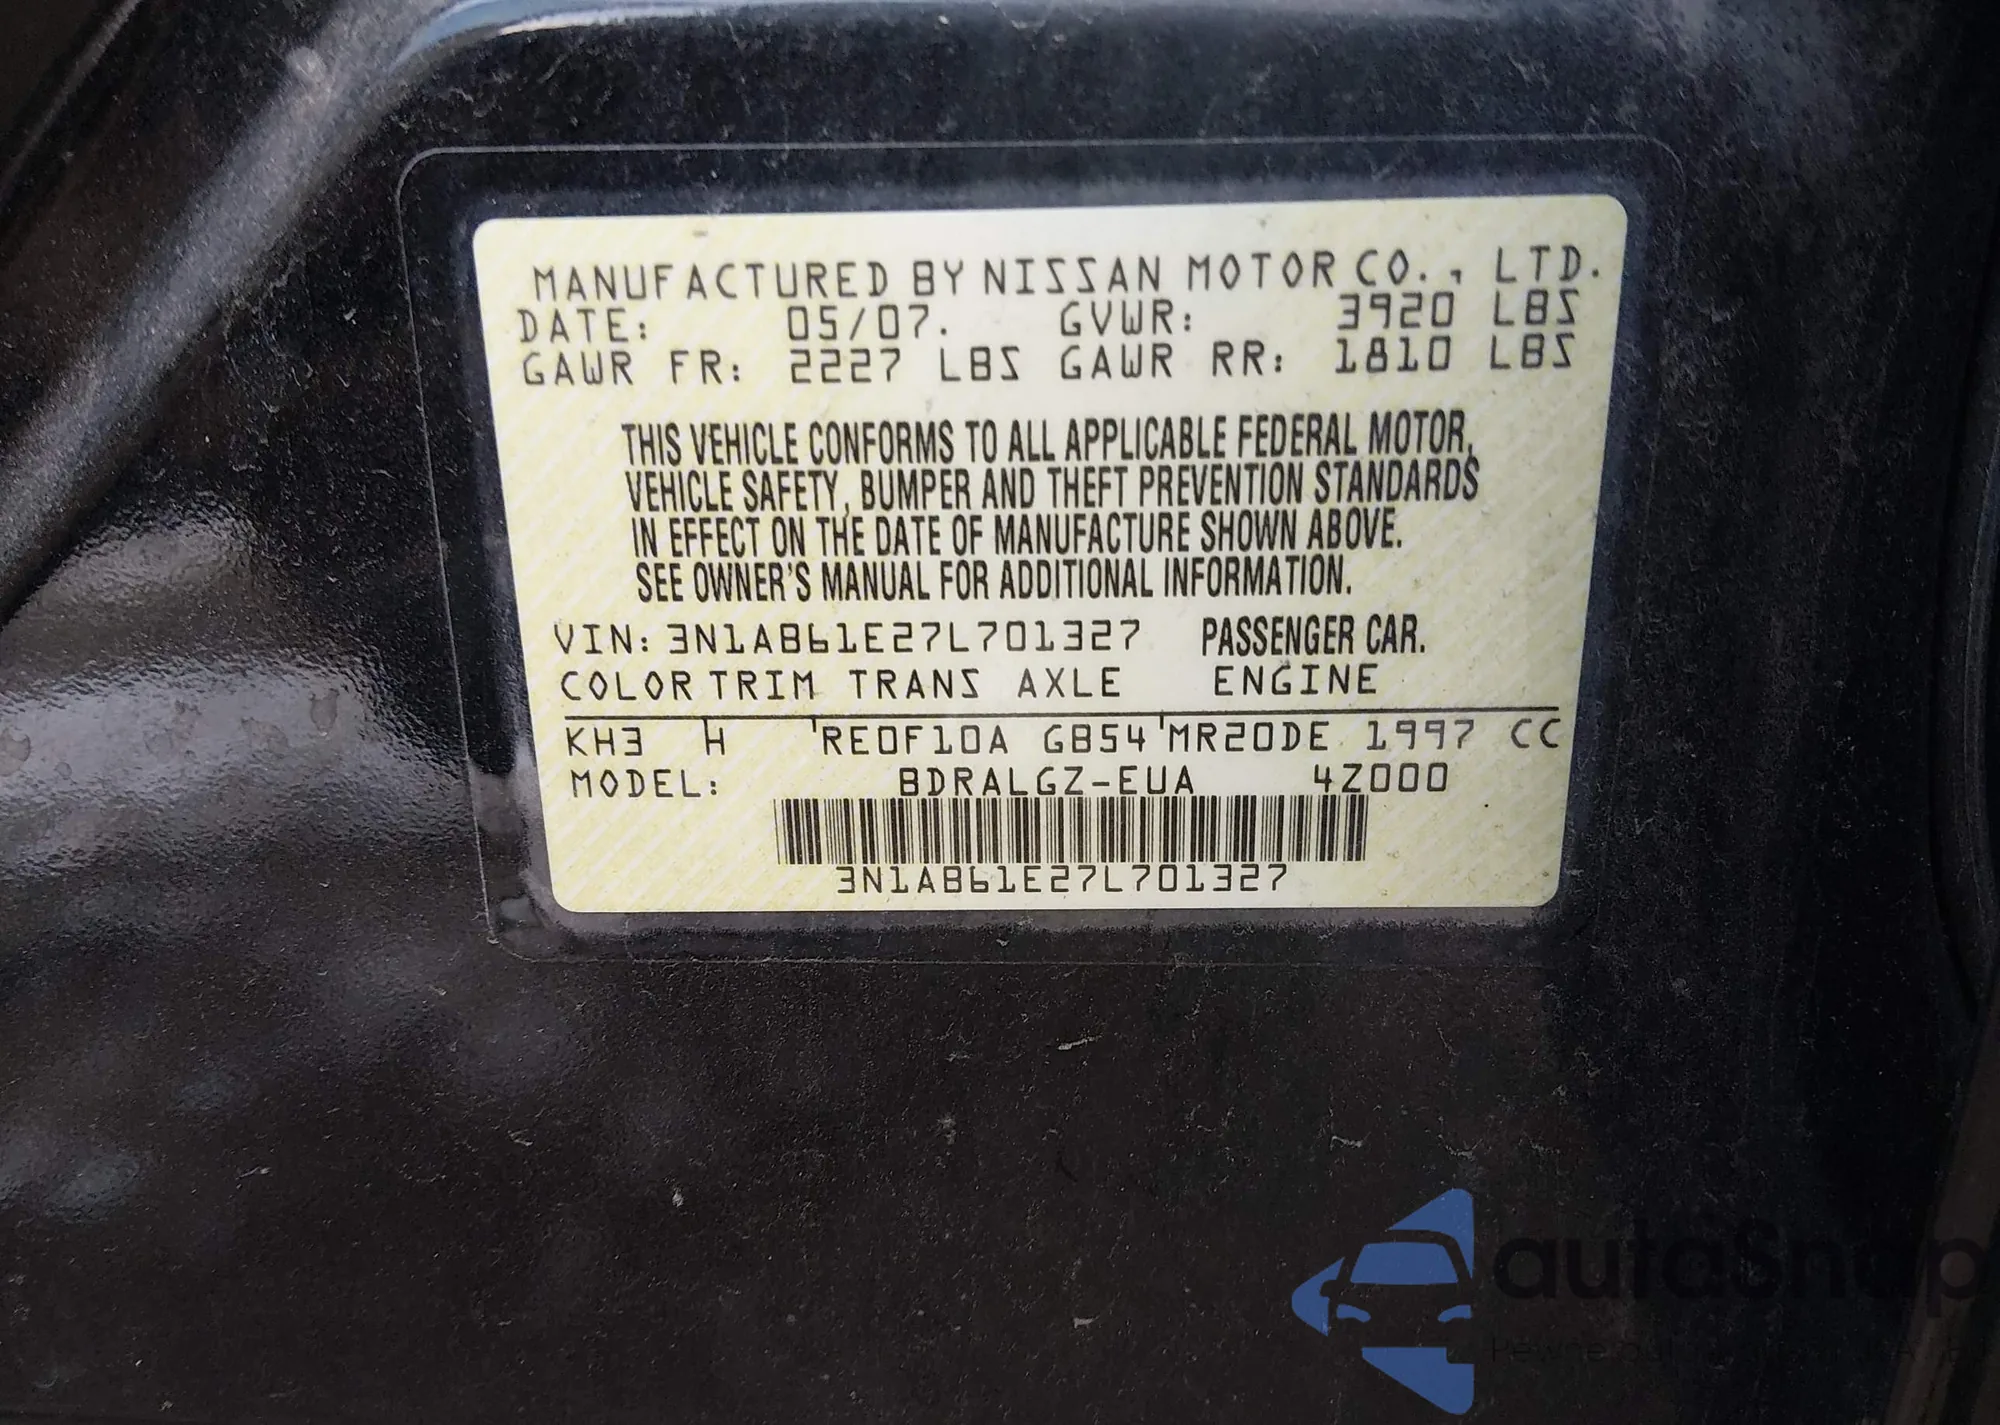 MANUFACTURED BY NISSAN MOTOR CO., LTD.
DATE: 05/07. GVWR: 3920 LBS
GAWR FR: 2227 LBS GAWR RR: 1810 LBS
THIS VEHICLE CONFORMS TO ALL APPLICABLE FEDERAL MOTOR,
VEHICLE SAFETY, BUMPER AND THEFT PREVENTION STANDARDS
IN EFFECT ON THE DATE OF MANUFACTURE SHOWN ABOVE.
SEE OWNER'S MANUAL FOR ADDITIONAL INFORMATION.
VIN: 3N1AB61E27L701327 PASSENGER CAR.
COLOR TRIM TRANS AXLE ENGINE
KH3 H RE0F10A GB54 MR20DE 1997 CC
MODEL: BDRALGZ-EUA 4Z000
3N1AB61E27L701327
autoSnap